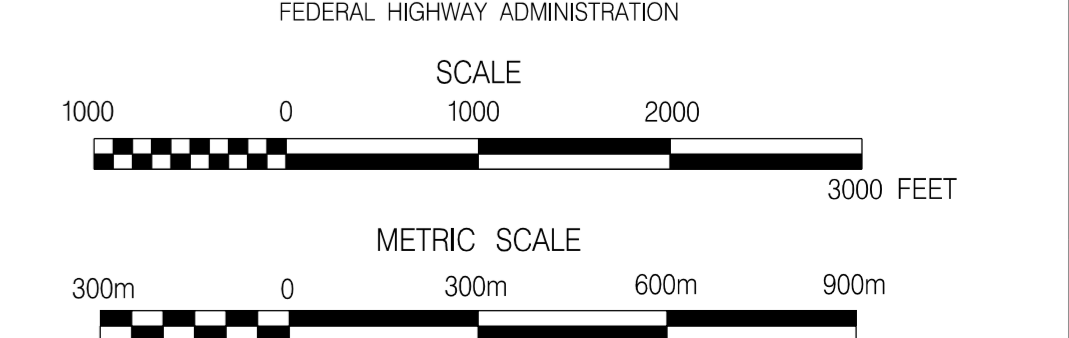 FEDERAL HIGHWAY ADMINISTRATION
SCALE
1000 0 1000 2000
3000 FEET
METRIC SCALE
300m 0 300m 600m 900m